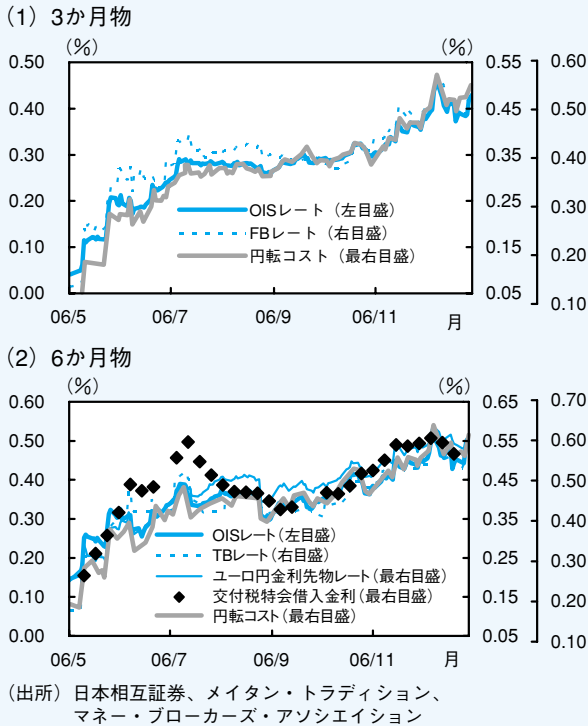 (1) 3か月物
(%) (%)
0.50 0.55 0.60
0.40 0.45 0.50
0.30 0.35 0.40
0.20 0.25 0.30
0.10 0.15 0.20
0.00 0.05 0.10
OISレート (左目盛)
FBレート (右目盛)
円転コスト (最右目盛)
06/5 06/7 06/9 06/11 月
(2) 6か月物
(%) (%)
0.60 0.65 0.70
0.50 0.55 0.60
0.40 0.45 0.50
0.30 0.35 0.40
0.20 0.25 0.30
0.10 0.15 0.20
0.00 0.05 0.10
OISレート(左目盛)
TBレート(右目盛)
ユーロ円金利先物レート(最右目盛)
交付税特会借入金利(最右目盛)
円転コスト(最右目盛)
06/5 06/7 06/9 06/11 月
(出所) 日本相互証券、メイタン・トラディション、
マネー・ブローカーズ・アソシエイション